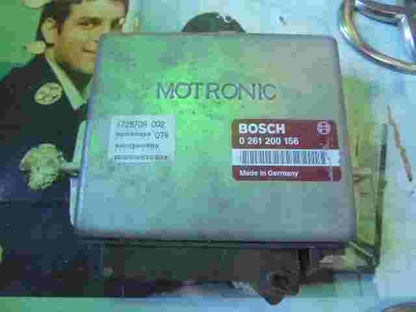 MOTRONIC
1728709 002
079
BOSCH
0 261 200 156
Made in Germany